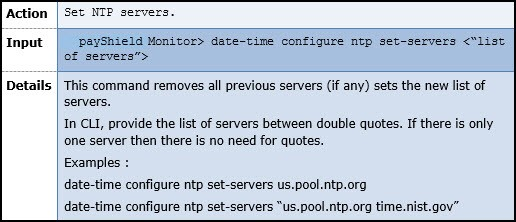 Action Set NTP servers.
Input payShield Monitor> date-time configure ntp set-servers <“list
of servers”>
Details This command removes all previous servers (if any) sets the new list of
servers.
In CLI, provide the list of servers between double quotes. If there is only
one server then there is no need for quotes.
Examples :
date-time configure ntp set-servers us.pool.ntp.org
date-time configure ntp set-servers “us.pool.ntp.org time.nist.gov”